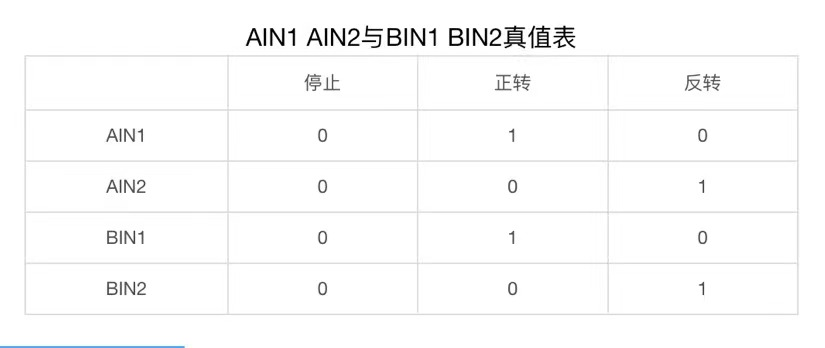 AIN1 AIN2与BIN1 BIN2真值表
停止 正转 反转
AIN1 0 1 0
AIN2 0 0 1
BIN1 0 1 0
BIN2 0 0 1